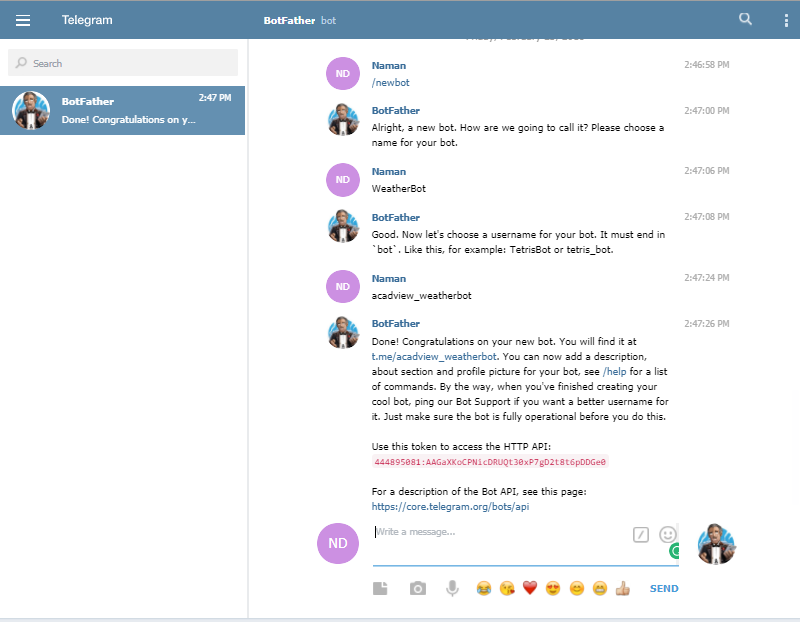 Telegram
BotFather bot
Search
BotFather
2:47 PM
Done! Congratulations on y...
Naman
2:46:58 PM
/newbot
BotFather
2:47:00 PM
Alright, a new bot. How are we going to call it? Please choose a
name for your bot.
ND
Naman
2:47:06 PM
WeatherBot
BotFather
2:47:08 PM
Good. Now let's choose a username for your bot. It must end in
`bot`. Like this, for example: TetrisBot or tetris_bot.
ND
Naman
2:47:24 PM
acadview_weatherbot
ND
BotFather
2:47:26 PM
Done! Congratulations on your new bot. You will find it at
t.me/acadview_weatherbot. You can now add a description,
about section and profile picture for your bot, see /help for a list
of commands. By the way, when you've finished creating your
cool bot, ping our Bot Support if you want a better username for
it. Just make sure the bot is fully operational before you do this.
Use this token to access the HTTP API:
444895081:AAGaXKoCPNicDRUQt30xP7gD2t8t6pDDGe0
For a description of the Bot API, see this page:
https://core.telegram.org/bots/api
ND
Write a message...
SEND